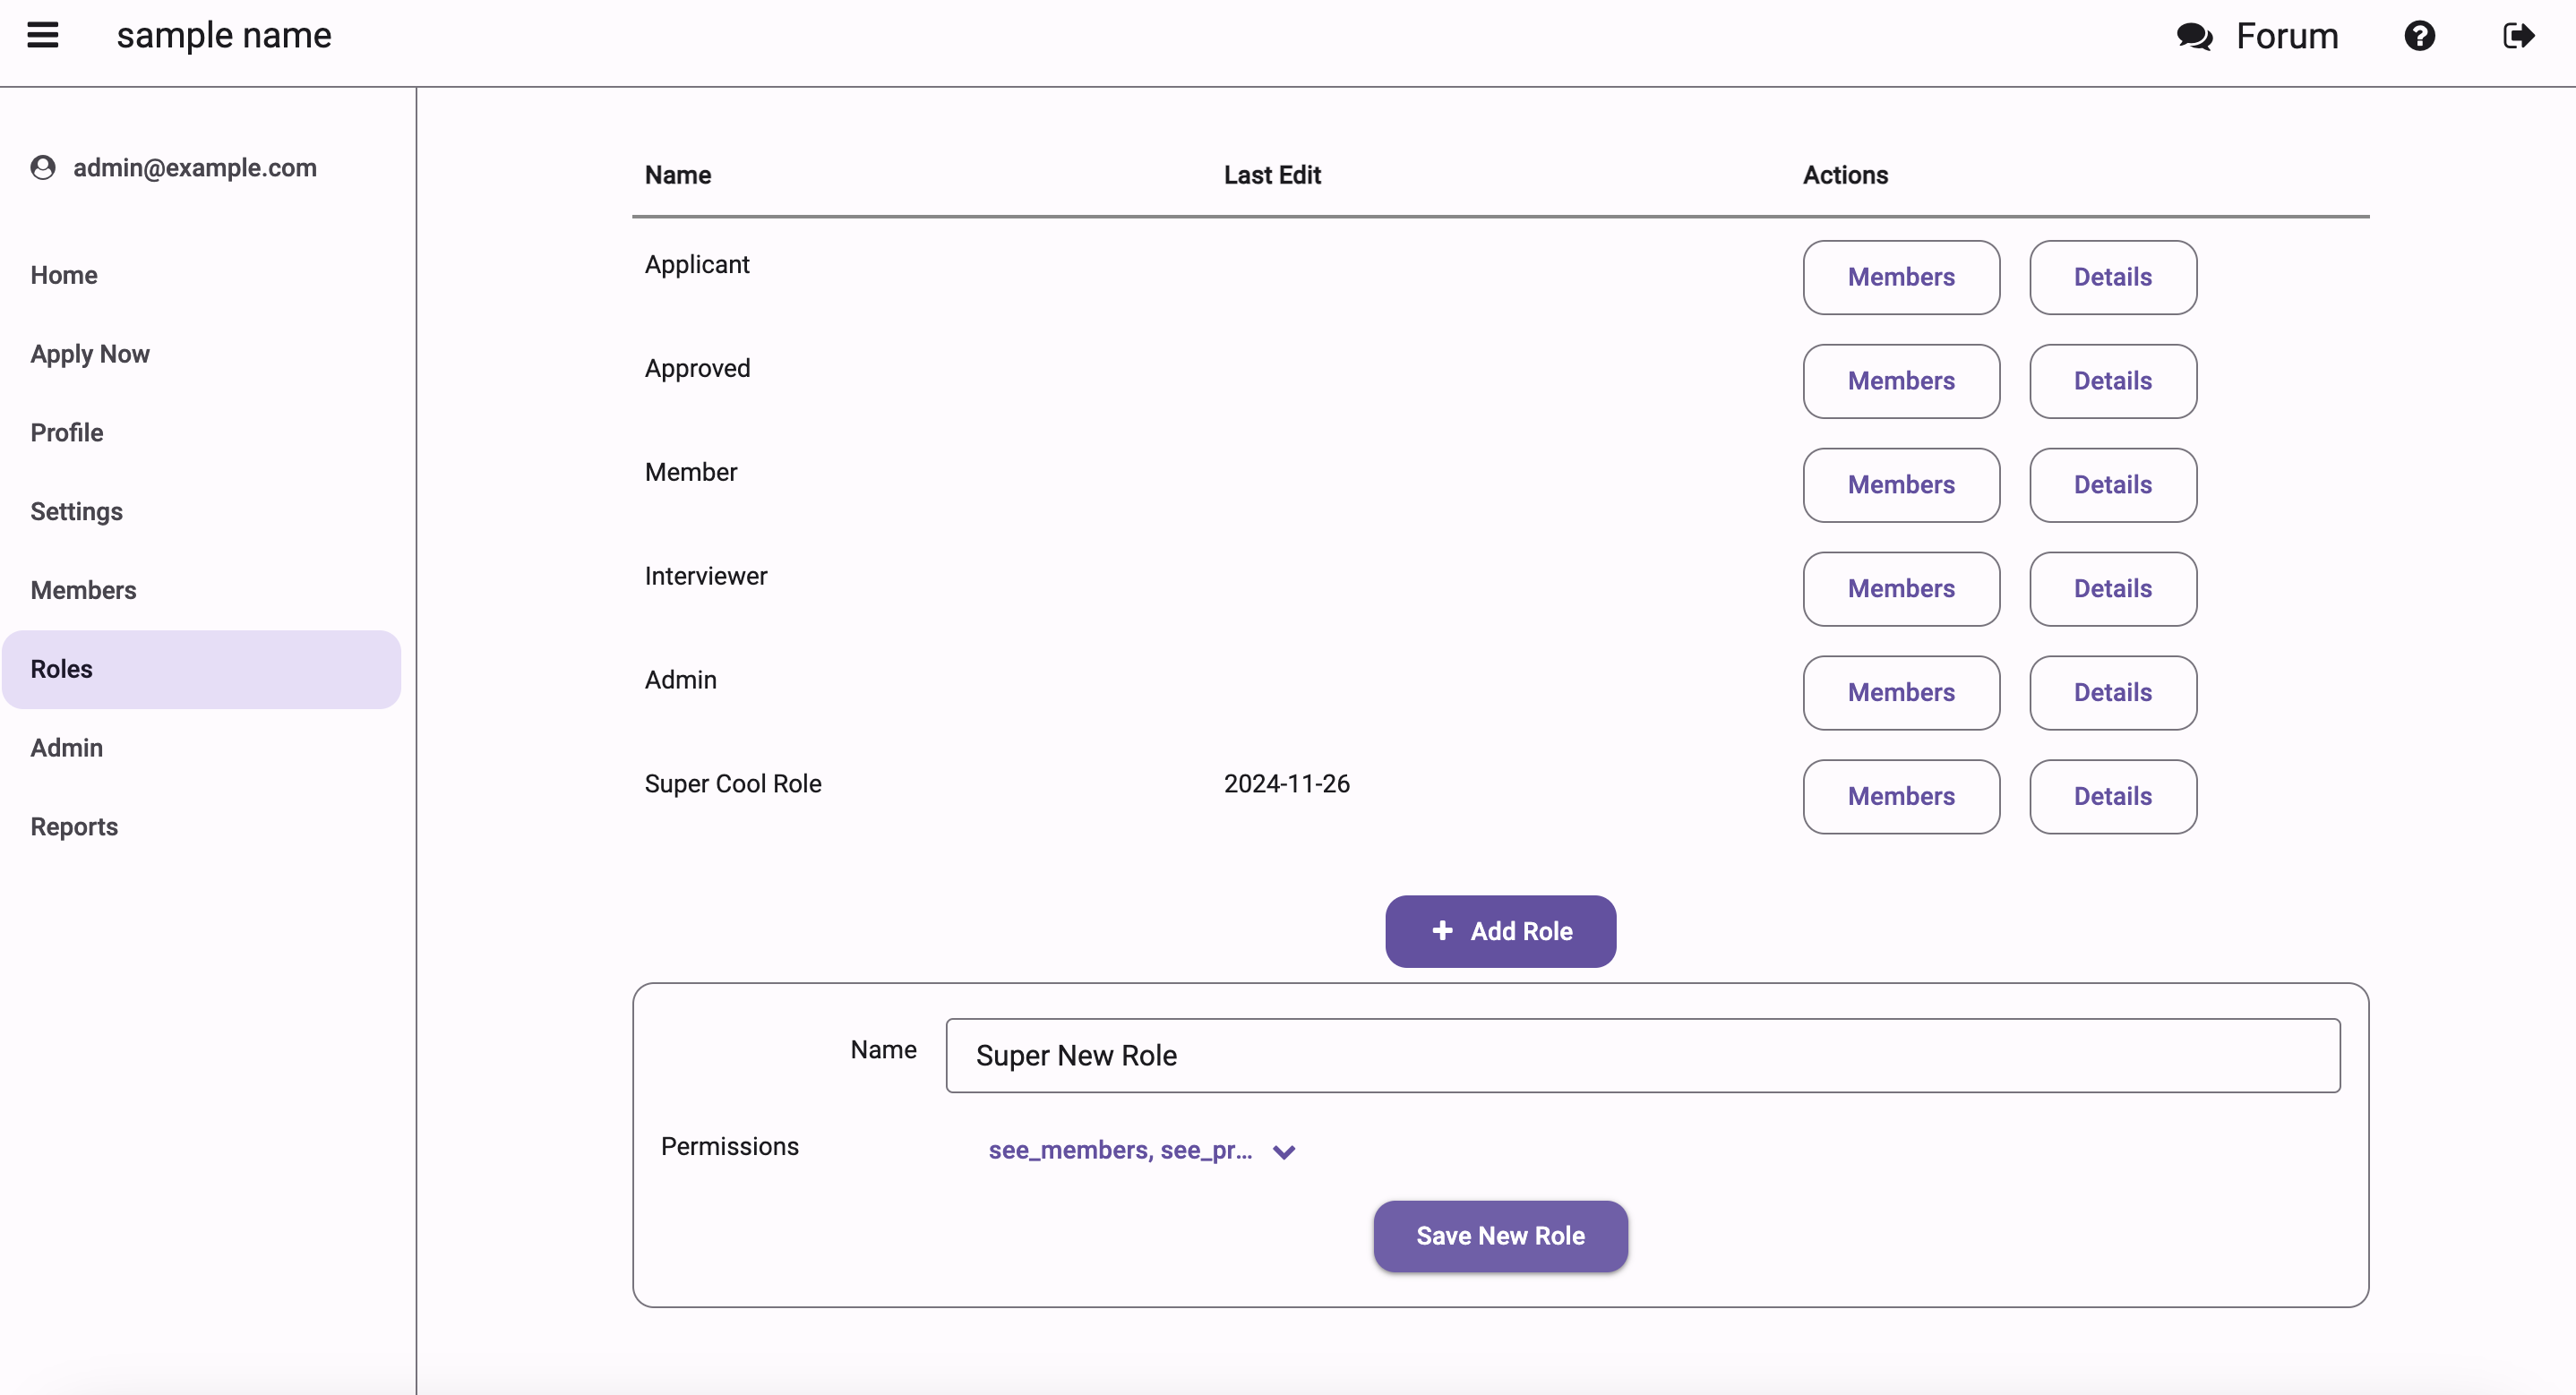 sample name
Forum
admin@example.com
Home
Apply Now
Profile
Settings
Members
Roles
Admin
Reports
Name Last Edit Actions
Applicant Members Details
Approved Members Details
Member Members Details
Interviewer Members Details
Admin Members Details
Super Cool Role 2024-11-26 Members Details
+ Add Role
Name Super New Role
Permissions see_members, see_pr...
Save New Role